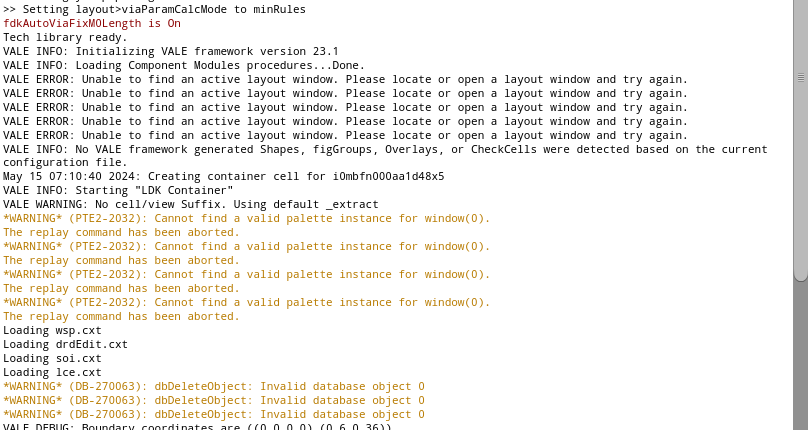 >> Setting layout>viaParamCalcMode to minRules
fdkAutoViaFixM0Length is On
Tech library ready.
VALE INFO: Initializing VALE framework version 23.1
VALE INFO: Loading Component Modules procedures...Done.
VALE ERROR: Unable to find an active layout window. Please locate or open a layout window and try again.
VALE ERROR: Unable to find an active layout window. Please locate or open a layout window and try again.
VALE ERROR: Unable to find an active layout window. Please locate or open a layout window and try again.
VALE ERROR: Unable to find an active layout window. Please locate or open a layout window and try again.
VALE ERROR: Unable to find an active layout window. Please locate or open a layout window and try again.
VALE INFO: No VALE framework generated Shapes, figGroups, Overlays, or CheckCells were detected based on the current
configuration file.
May 15 07:10:40 2024: Creating container cell for i0mbfn000aa1d48x5
VALE INFO: Starting "LDK Container"
VALE WARNING: No cell/view Suffix. Using default _extract
*WARNING* (PTE2-2032): Cannot find a valid palette instance for window(0).
The replay command has been aborted.
*WARNING* (PTE2-2032): Cannot find a valid palette instance for window(0).
The replay command has been aborted.
*WARNING* (PTE2-2032): Cannot find a valid palette instance for window(0).
The replay command has been aborted.
*WARNING* (PTE2-2032): Cannot find a valid palette instance for window(0).
The replay command has been aborted.
Loading wsp.cxt
Loading drdEdit.cxt
Loading soi.cxt
Loading lce.cxt
*WARNING* (DB-270063): dbDeleteObject: Invalid database object 0
*WARNING* (DB-270063): dbDeleteObject: Invalid database object 0
*WARNING* (DB-270063): dbDeleteObject: Invalid database object 0
VALE DEBUG: Boundary coordinates are ((0.0 0.0) (0.6 0.36))